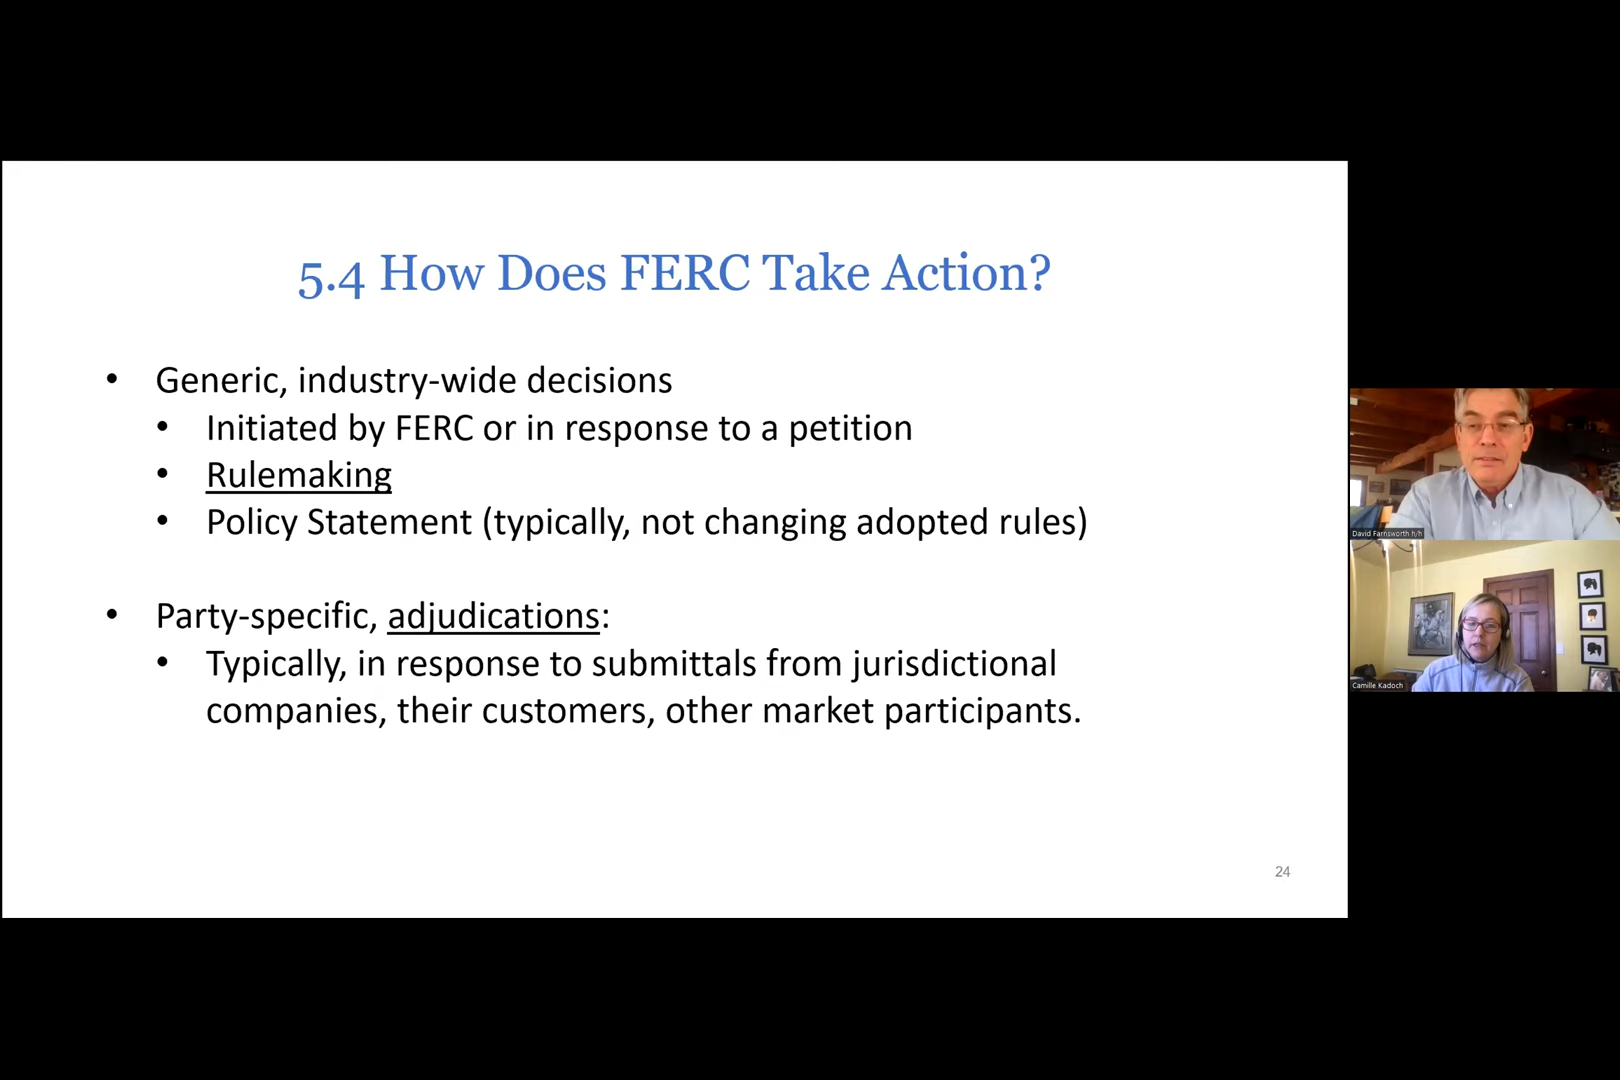 5.4 How Does FERC Take Action?
• Generic, industry-wide decisions
• Initiated by FERC or in response to a petition
• Rulemaking
• Policy Statement (typically, not changing adopted rules)
• Party-specific, adjudications:
• Typically, in response to submittals from jurisdictional
companies, their customers, other market participants.
24
David Farnsworth h/h
Camille Kadoch